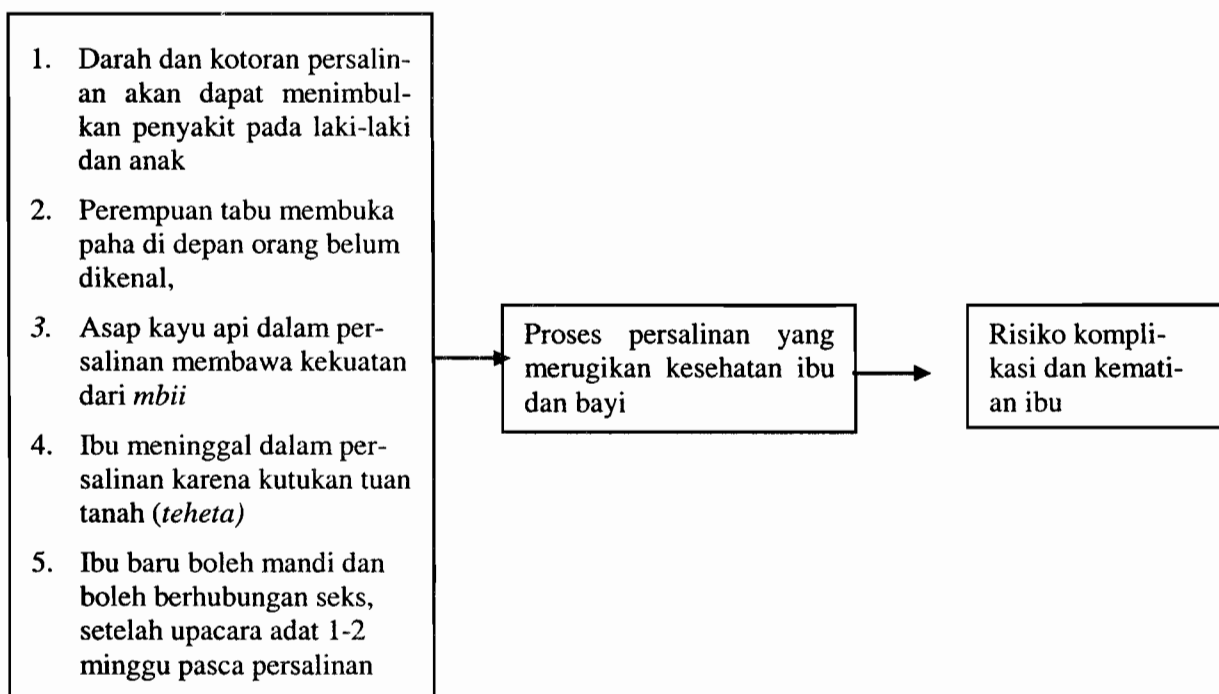 1. Darah dan kotoran persalin-
an akan dapat menimbul-
kan penyakit pada laki-laki
dan anak
2. Perempuan tabu membuka
paha di depan orang belum
dikenal,
3. Asap kayu api dalam per-
salinan membawa kekuatan
dari mbii
4. Ibu meninggal dalam per-
salinan karena kutukan tuan
tanah (teheta)
5. Ibu baru boleh mandi dan
boleh berhubungan seks,
setelah upacara adat 1-2
minggu pasca persalinan
Proses persalinan yang
merugikan kesehatan ibu
dan bayi
Risiko kompli-
kasi dan kemati-
an ibu